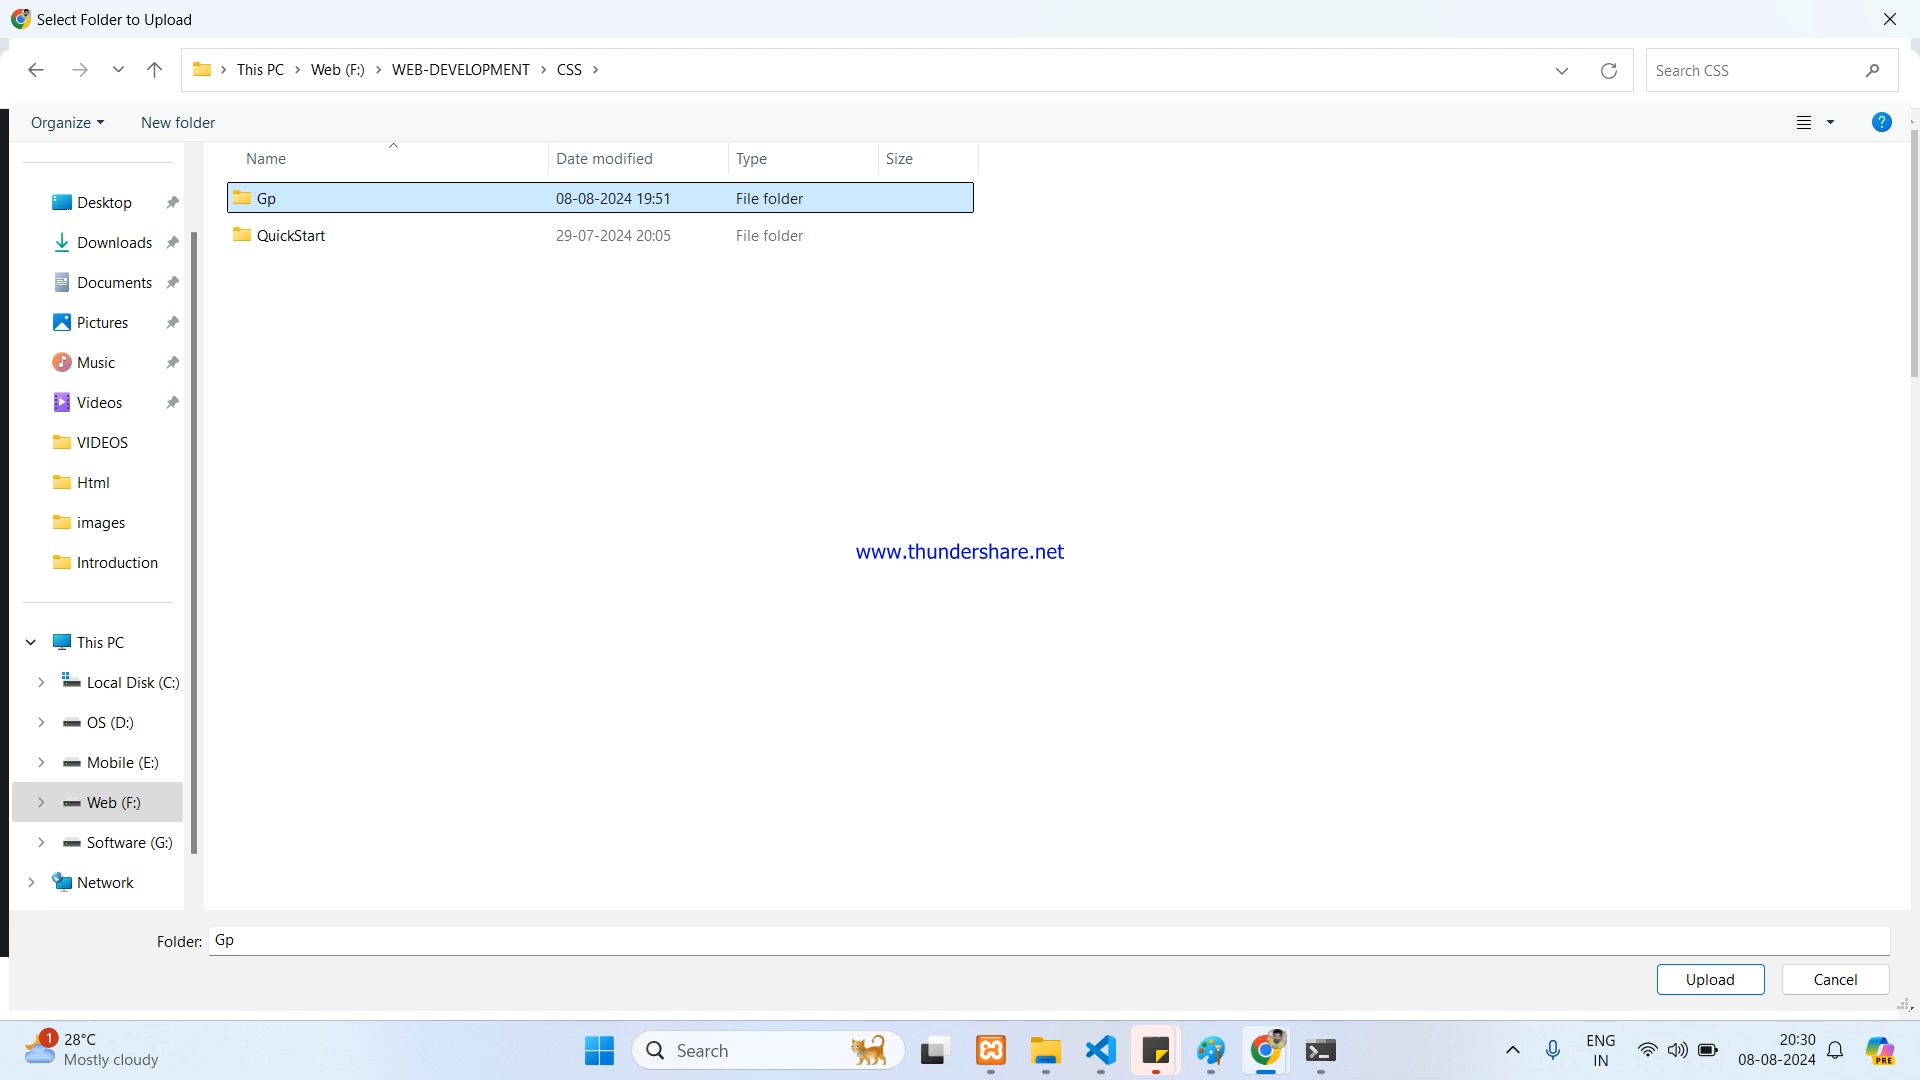 Select Folder to Upload
This PC > Web (F:) > WEB-DEVELOPMENT > CSS >
Search CSS
Organize
New folder
Name
Date modified
Type
Size
Gp 08-08-2024 19:51 File folder
QuickStart 29-07-2024 20:05 File folder
Desktop
Downloads
Documents
Pictures
Music
Videos
VIDEOS
Html
images
Introduction
www.thundershare.net
This PC
Local Disk (C:)
OS (D:)
Mobile (E:)
Web (F:)
Software (G:)
Network
Folder: Gp
Upload
Cancel
1
28°C
Mostly cloudy
Search
ENG
IN
20:30
08-08-2024
PRE